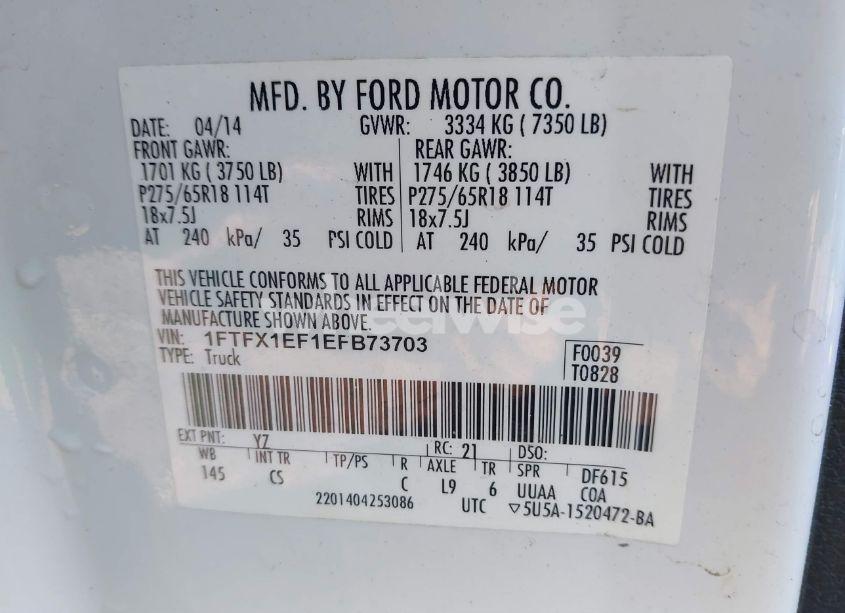 MFD. BY FORD MOTOR CO.
DATE: 04/14 GVWR: 3334 KG ( 7350 LB)
FRONT GAWR: REAR GAWR:
1701 KG ( 3750 LB) WITH 1746 KG ( 3850 LB) WITH
P275/65R18 114T TIRES P275/65R18 114T TIRES
18x7.5J RIMS 18x7.5J RIMS
AT 240 kPa/ 35 PSI COLD AT 240 kPa/ 35 PSI COLD
THIS VEHICLE CONFORMS TO ALL APPLICABLE FEDERAL MOTOR
VEHICLE SAFETY STANDARDS IN EFFECT ON THE DATE OF
MANUFACTURE SHOWN ABOVE.
VIN: 1FTFX1EF1EFB73703 F0039
TYPE: Truck T0828
EXT PNT: YZ RC: 21 DSO:
WB INT TR TP/PS R AXLE TR SPR DF615
145 CS C L9 6 UUAA COA
2201404253086 UTC ▽5U5A-1520472-BA